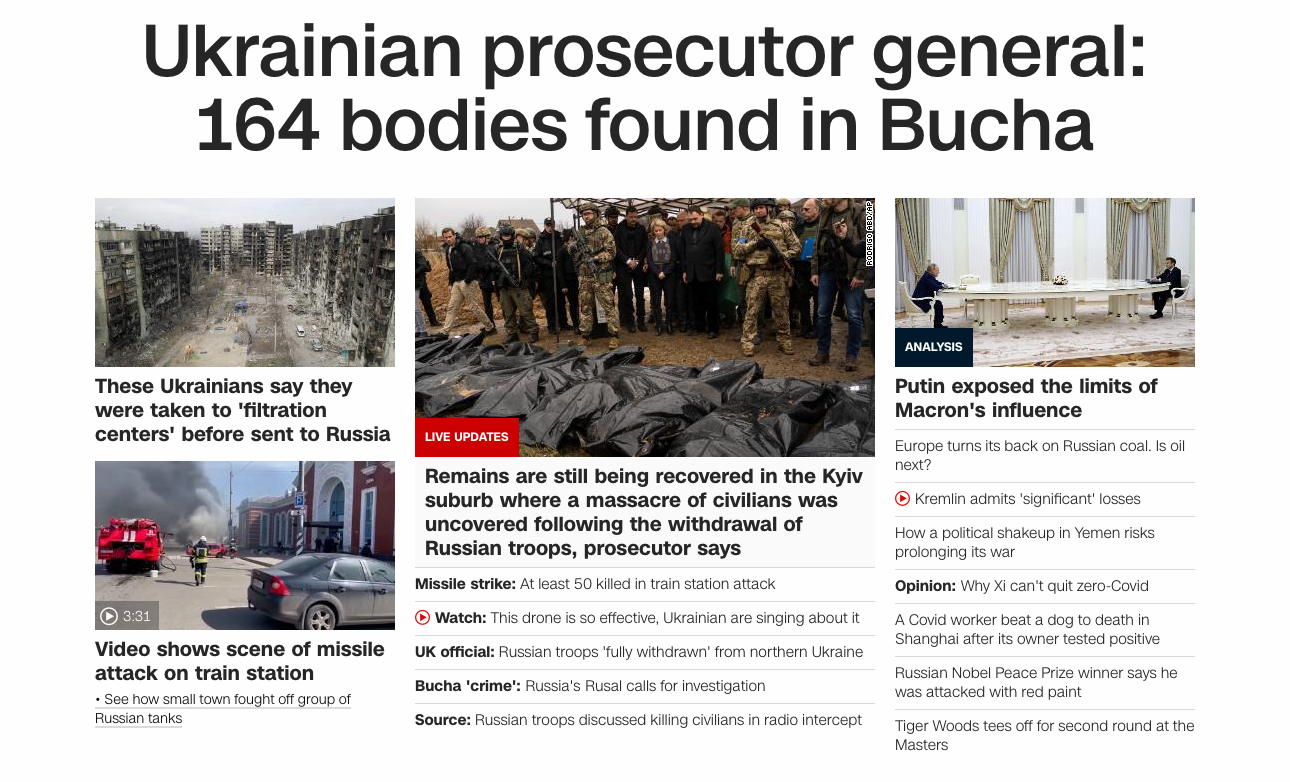 Ukrainian prosecutor general:
164 bodies found in Bucha
These Ukrainians say they
were taken to 'filtration
centers' before sent to Russia
3:31
Video shows scene of missile
attack on train station
• See how small town fought off group of
Russian tanks
RODRIGO ABD/AP
LIVE UPDATES
Remains are still being recovered in the Kyiv
suburb where a massacre of civilians was
uncovered following the withdrawal of
Russian troops, prosecutor says
Missile strike: At least 50 killed in train station attack
Watch: This drone is so effective, Ukrainian are singing about it
UK official: Russian troops 'fully withdrawn' from northern Ukraine
Bucha 'crime': Russia's Rusal calls for investigation
Source: Russian troops discussed killing civilians in radio intercept
ANALYSIS
Putin exposed the limits of
Macron's influence
Europe turns its back on Russian coal. Is oil
next?
Kremlin admits 'significant' losses
How a political shakeup in Yemen risks
prolonging its war
Opinion: Why Xi can't quit zero-Covid
A Covid worker beat a dog to death in
Shanghai after its owner tested positive
Russian Nobel Peace Prize winner says he
was attacked with red paint
Tiger Woods tees off for second round at the
Masters